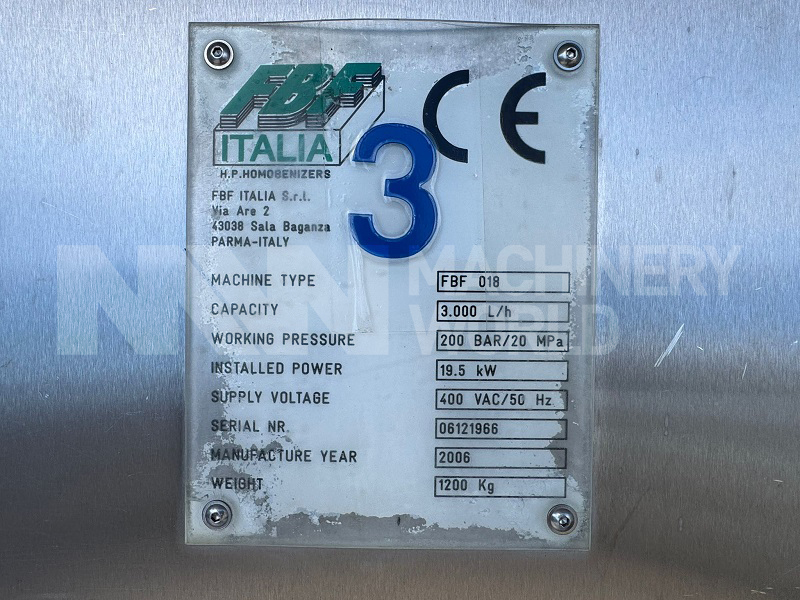 FBF
ITALIA
H.P.HOMOGENIZERS
CE
3
FBF ITALIA S.r.l.
Via Are 2
43038 Sala Baganza
PARMA-ITALY
MACHINE TYPE FBF 018
CAPACITY 3.000 L/h
WORKING PRESSURE 200 BAR/20 MPa
INSTALLED POWER 19.5 kW
SUPPLY VOLTAGE 400 VAC/50 Hz
SERIAL NR. 06121966
MANUFACTURE YEAR 2006
WEIGHT 1200 Kg
MACHINERY
WORLD